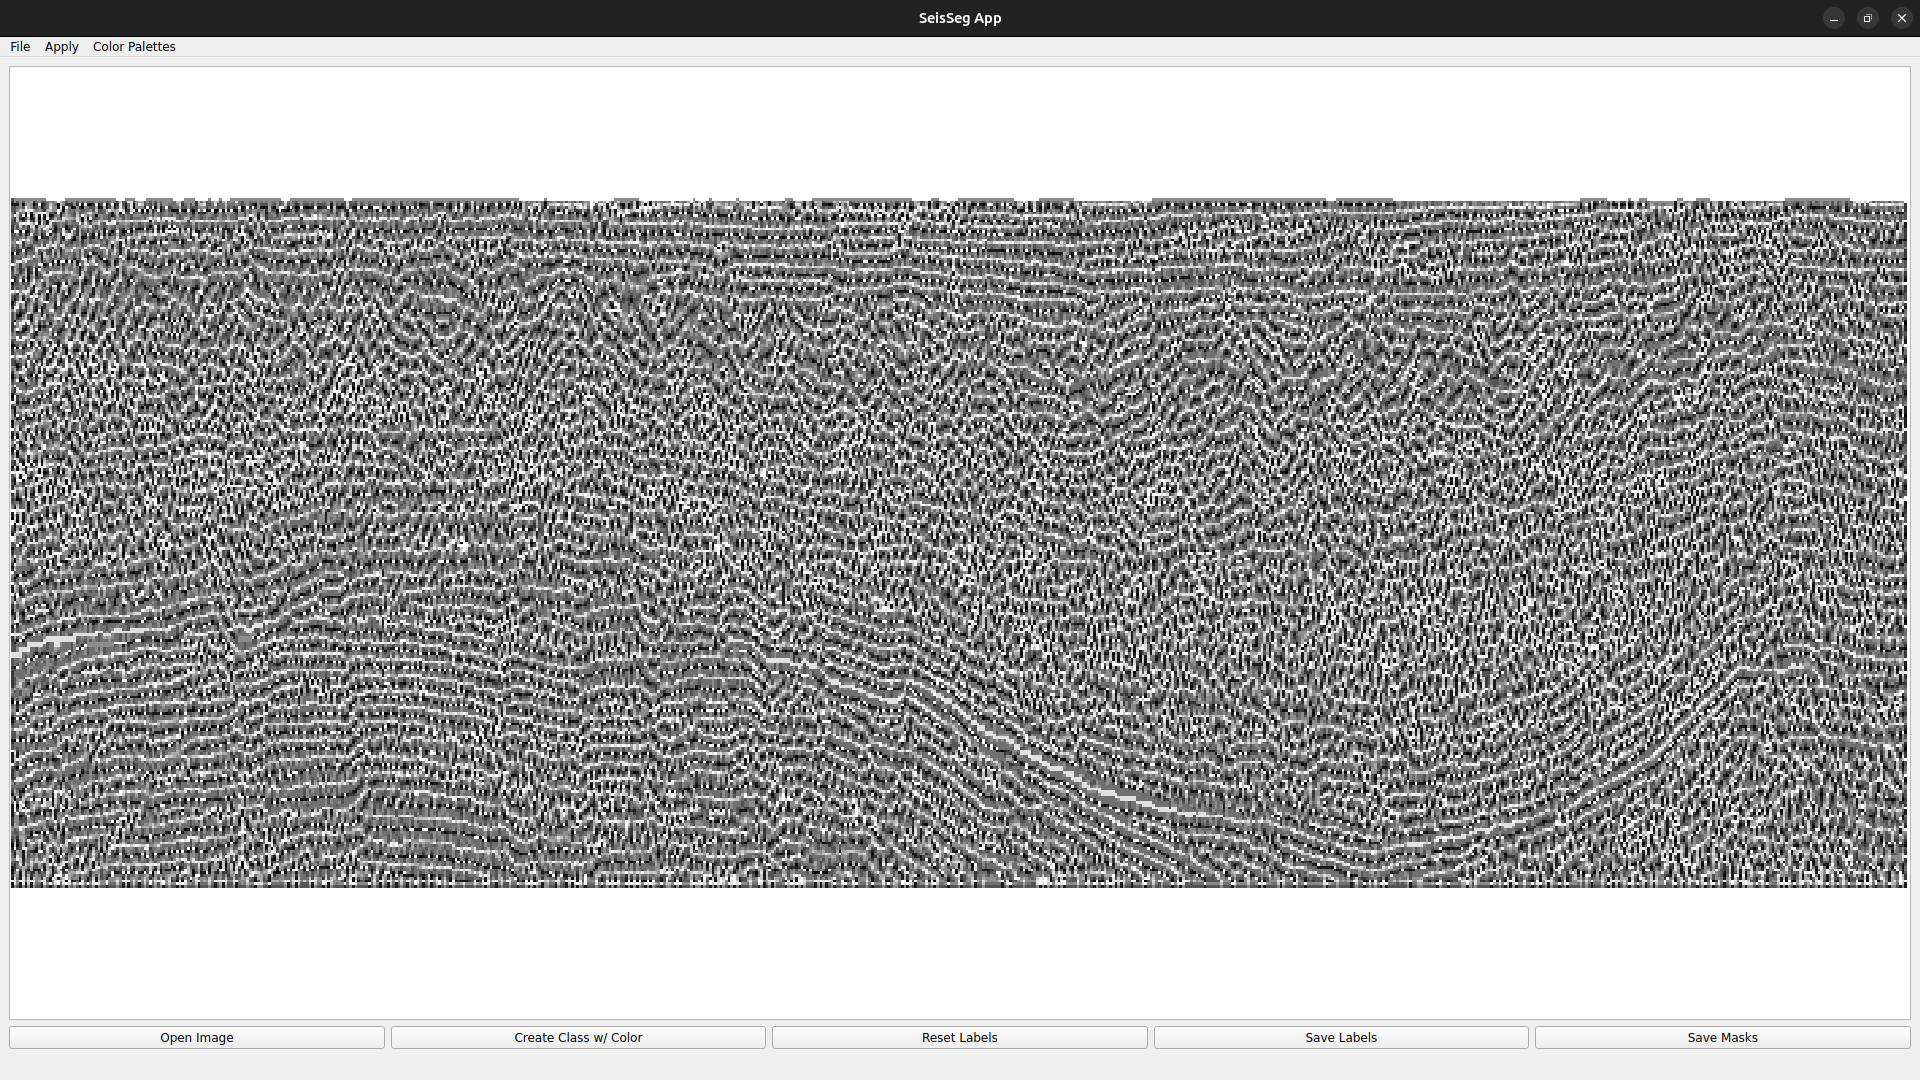 SeisSeg App
File Apply Color Palettes
Open Image Create Class w/ Color Reset Labels Save Labels Save Masks